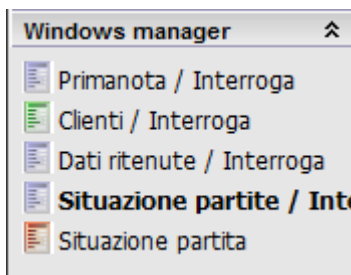 Windows manager
Primanota / Interroga
Clienti / Interroga
Dati ritenute / Interroga
Situazione partite / Inte
Situazione partita